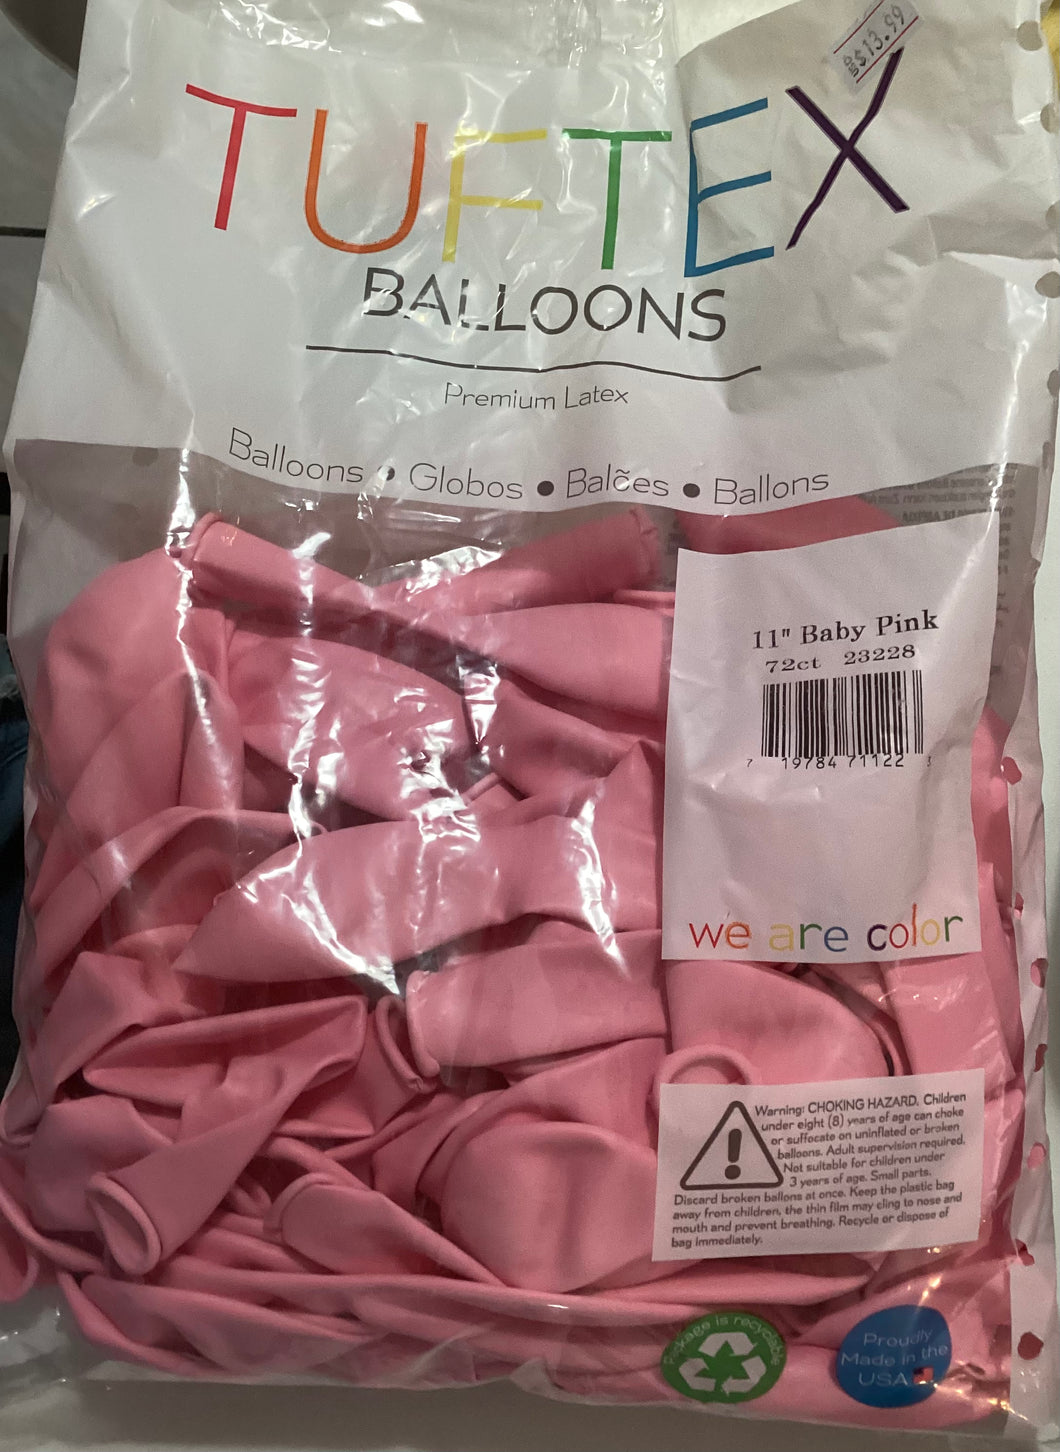 $13.99
TUFTEX
BALLOONS
Premium Latex
Balloons • Globos • Balc̃es • Ballons
11" Baby Pink
72ct 23228
7 19784 71122 3
we are color
Warning: CHOKING HAZARD. Children
under eight (8) years of age can choke
or suffocate on uninflated or broken
balloons. Adult supervision required.
Not suitable for children under
3 years of age. Small parts.
Discard broken ballons at once. Keep the plastic bag
away from children, the thin film may cling to nose and
mouth and prevent breathing. Recycle or dispose of
bag immediately.
Package is recyclable
Proudly
Made in the
USA